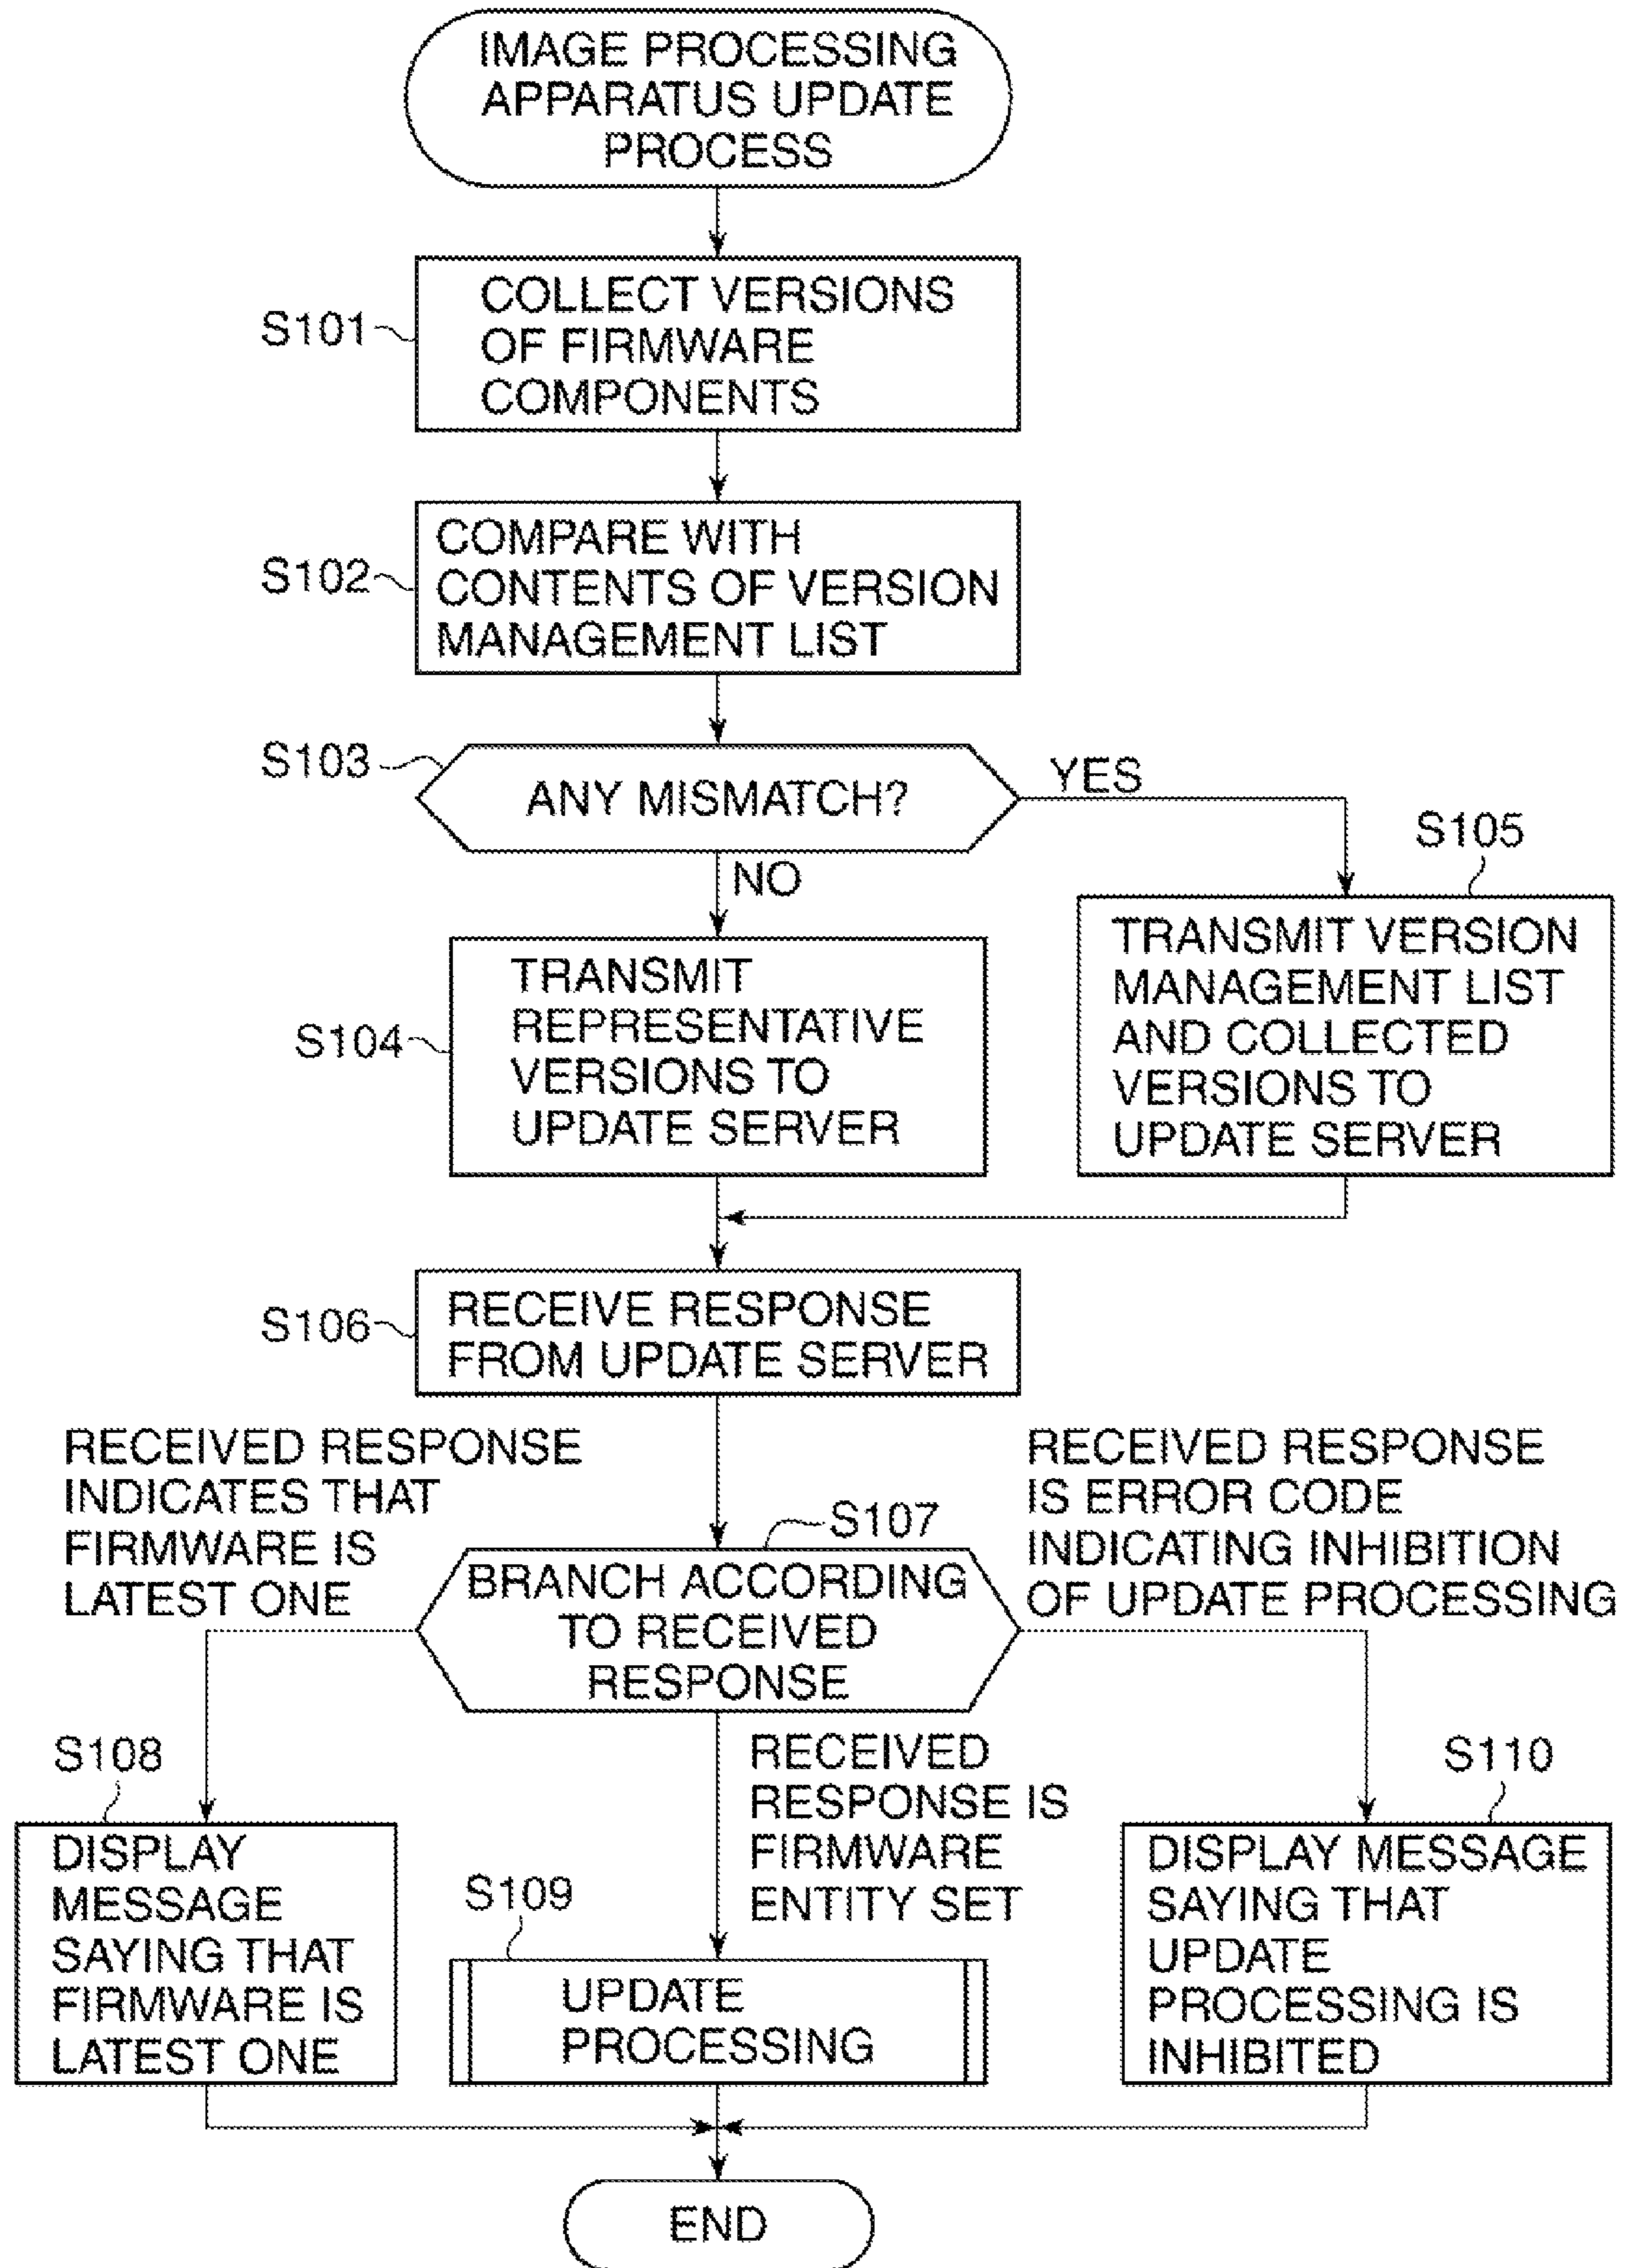 IMAGE PROCESSING
APPARATUS UPDATE
PROCESS
S101
COLLECT VERSIONS
OF FIRMWARE
COMPONENTS
S102
COMPARE WITH
CONTENTS OF VERSION
MANAGEMENT LIST
S103
ANY MISMATCH?
YES
NO
S104
TRANSMIT
REPRESENTATIVE
VERSIONS TO
UPDATE SERVER
S105
TRANSMIT VERSION
MANAGEMENT LIST
AND COLLECTED
VERSIONS TO
UPDATE SERVER
S106
RECEIVE RESPONSE
FROM UPDATE SERVER
RECEIVED RESPONSE
INDICATES THAT
FIRMWARE IS
LATEST ONE
S107
BRANCH ACCORDING
TO RECEIVED
RESPONSE
RECEIVED RESPONSE
IS ERROR CODE
INDICATING INHIBITION
OF UPDATE PROCESSING
S108
DISPLAY
MESSAGE
SAYING THAT
FIRMWARE IS
LATEST ONE
RECEIVED
RESPONSE IS
FIRMWARE
ENTITY SET
S109
UPDATE
PROCESSING
S110
DISPLAY MESSAGE
SAYING THAT
UPDATE
PROCESSING IS
INHIBITED
END